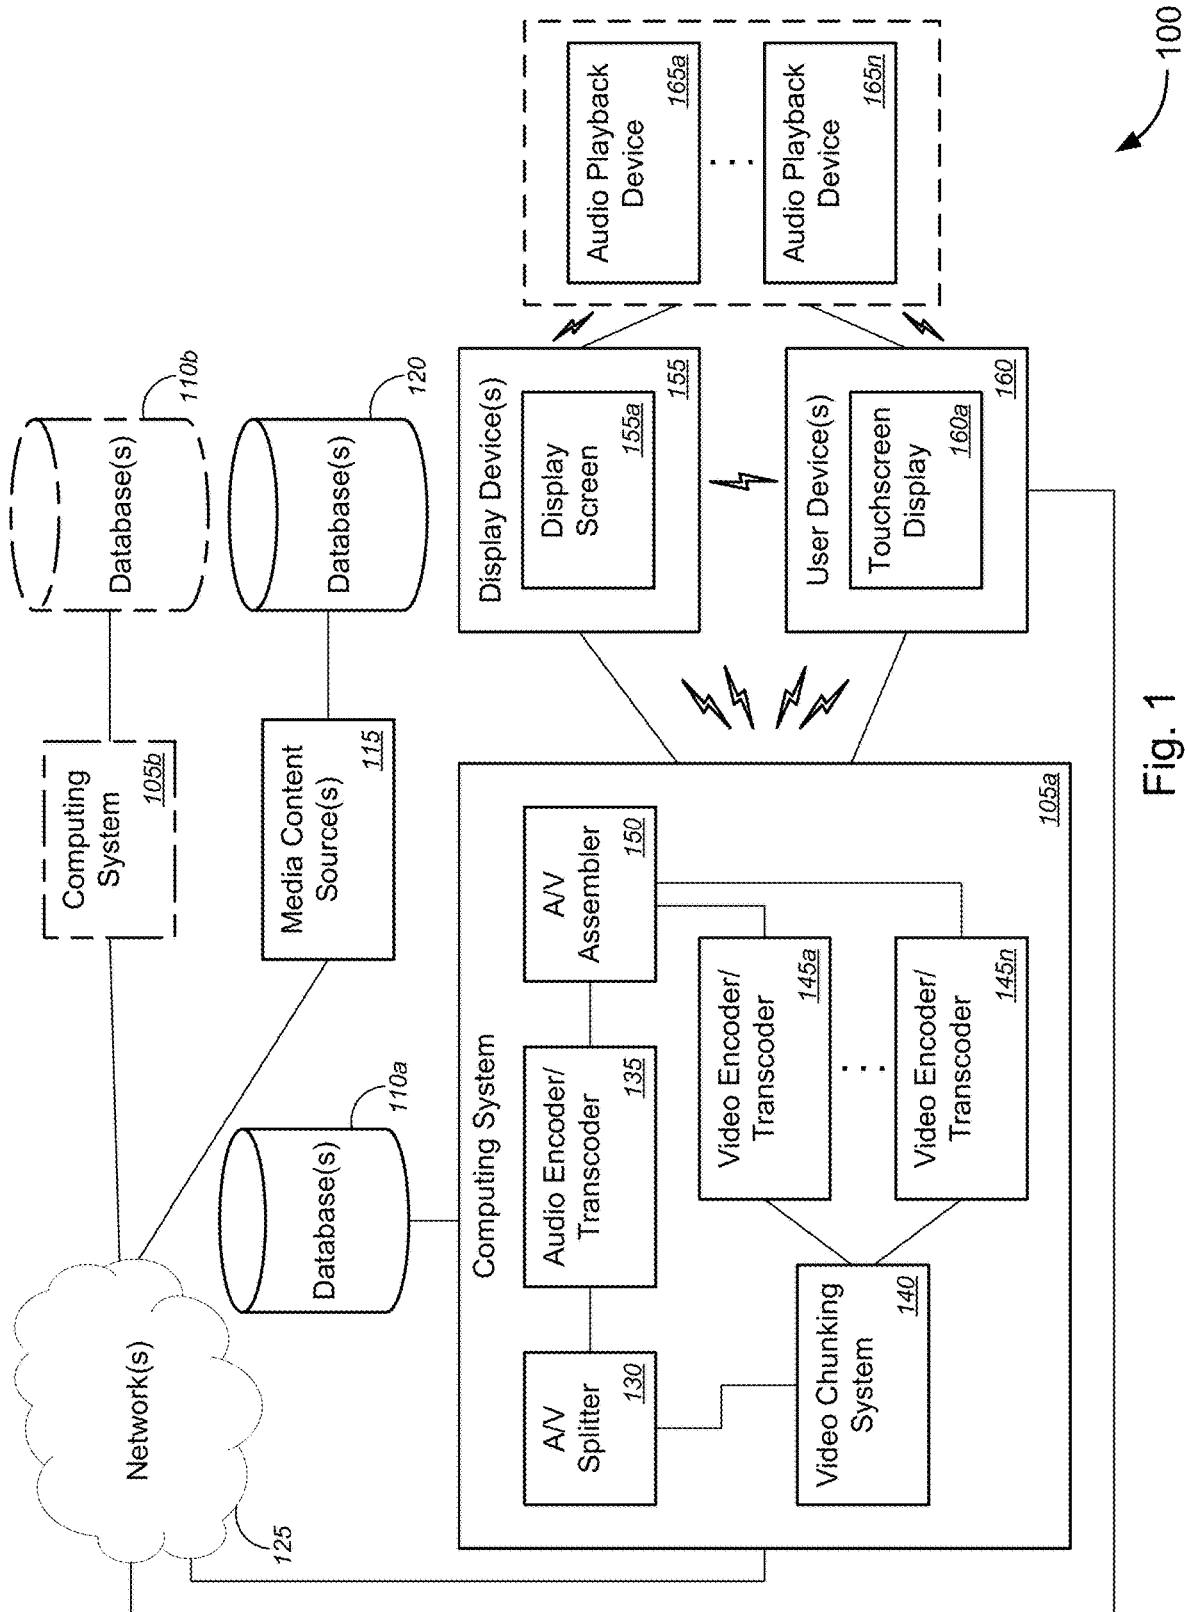 Network(s)
125
Computing
System
105b
Database(s)
110b
Media Content
Source(s)
115
Database(s)
120
Database(s)
110a
Computing System
105a
A/V
Splitter
130
Audio Encoder/
Transcoder
135
A/V
Assembler
150
Video Chunking
System
140
Video Encoder/
Transcoder
145a
. . .
Video Encoder/
Transcoder
145n
Display Device(s)
155
Display
Screen
155a
User Device(s)
160
Touchscreen
Display
160a
Audio Playback
Device
165a
. . .
Audio Playback
Device
165n
100
Fig. 1